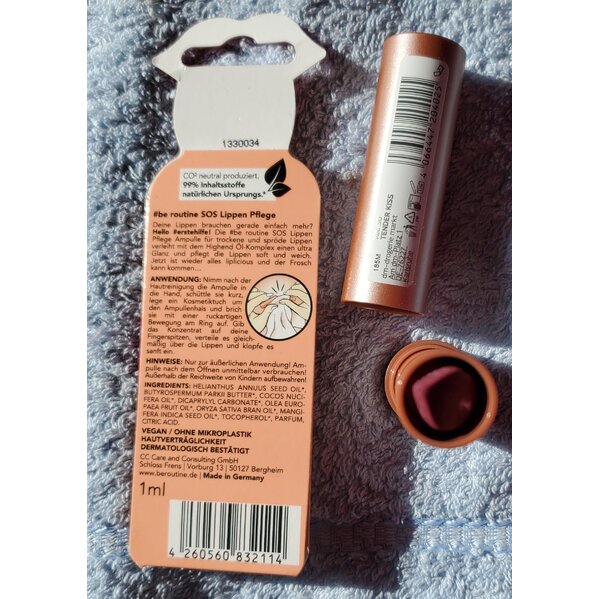 1330034
CO² neutral produziert.
99% Inhaltsstoffe
natürlichen Ursprungs.*
#be routine SOS Lippen Pflege
Deine Lippen brauchen gerade einfach mehr?
Hello #erstehilfe! Die #be routine SOS Lippen
Pflege Ampulle für trockene und spröde Lippen
verleiht mit dem Highend Öl-Komplex einen ultra
Glanz und pflegt die Lippen soft und weich.
Jetzt ist wieder alles liplicious und der Frosch
kann kommen...
ANWENDUNG: Nimm nach der
Hautreinigung die Ampulle in
die Hand, schüttle sie kurz,
lege ein Kosmetiktuch um
den Ampullenhals und brich
sie mit einer ruckartigen
Bewegung am Ring auf. Gib
das Konzentrat auf deine
Fingerspitzen, verteile es gleich-
mäßig über die Lippen und klopfe es
sanft ein.
HINWEISE: Nur zur äußerlichen Anwendung! Am-
pulle nach dem Öffnen unmittelbar verbrauchen!
Außerhalb der Reichweite von Kindern aufbewahren!
INGREDIENTS: HELIANTHUS ANNUUS SEED OIL*,
BUTYROSPERMUM PARKII BUTTER*, COCOS NUCI-
FERA OIL*, DICAPRYLYL CARBONATE*, OLEA EURO-
PAEA FRUIT OIL*, ORYZA SATIVA BRAN OIL*, MANGI-
FERA INDICA SEED OIL*, TOCOPHEROL*, PARFUM,
CITRIC ACID.
VEGAN / OHNE MIKROPLASTIK
HAUTVERTRÄGLICHKEIT
DERMATOLOGISCH BESTÄTIGT
CC Care and Consulting GmbH
Schloss Frens | Vorburg 13 | 50127 Bergheim
www.beroutine.de | Made in Germany
1ml
4 260560 832114
4 066447 204025
TENDER KISS
185M
dm-drogerie markt